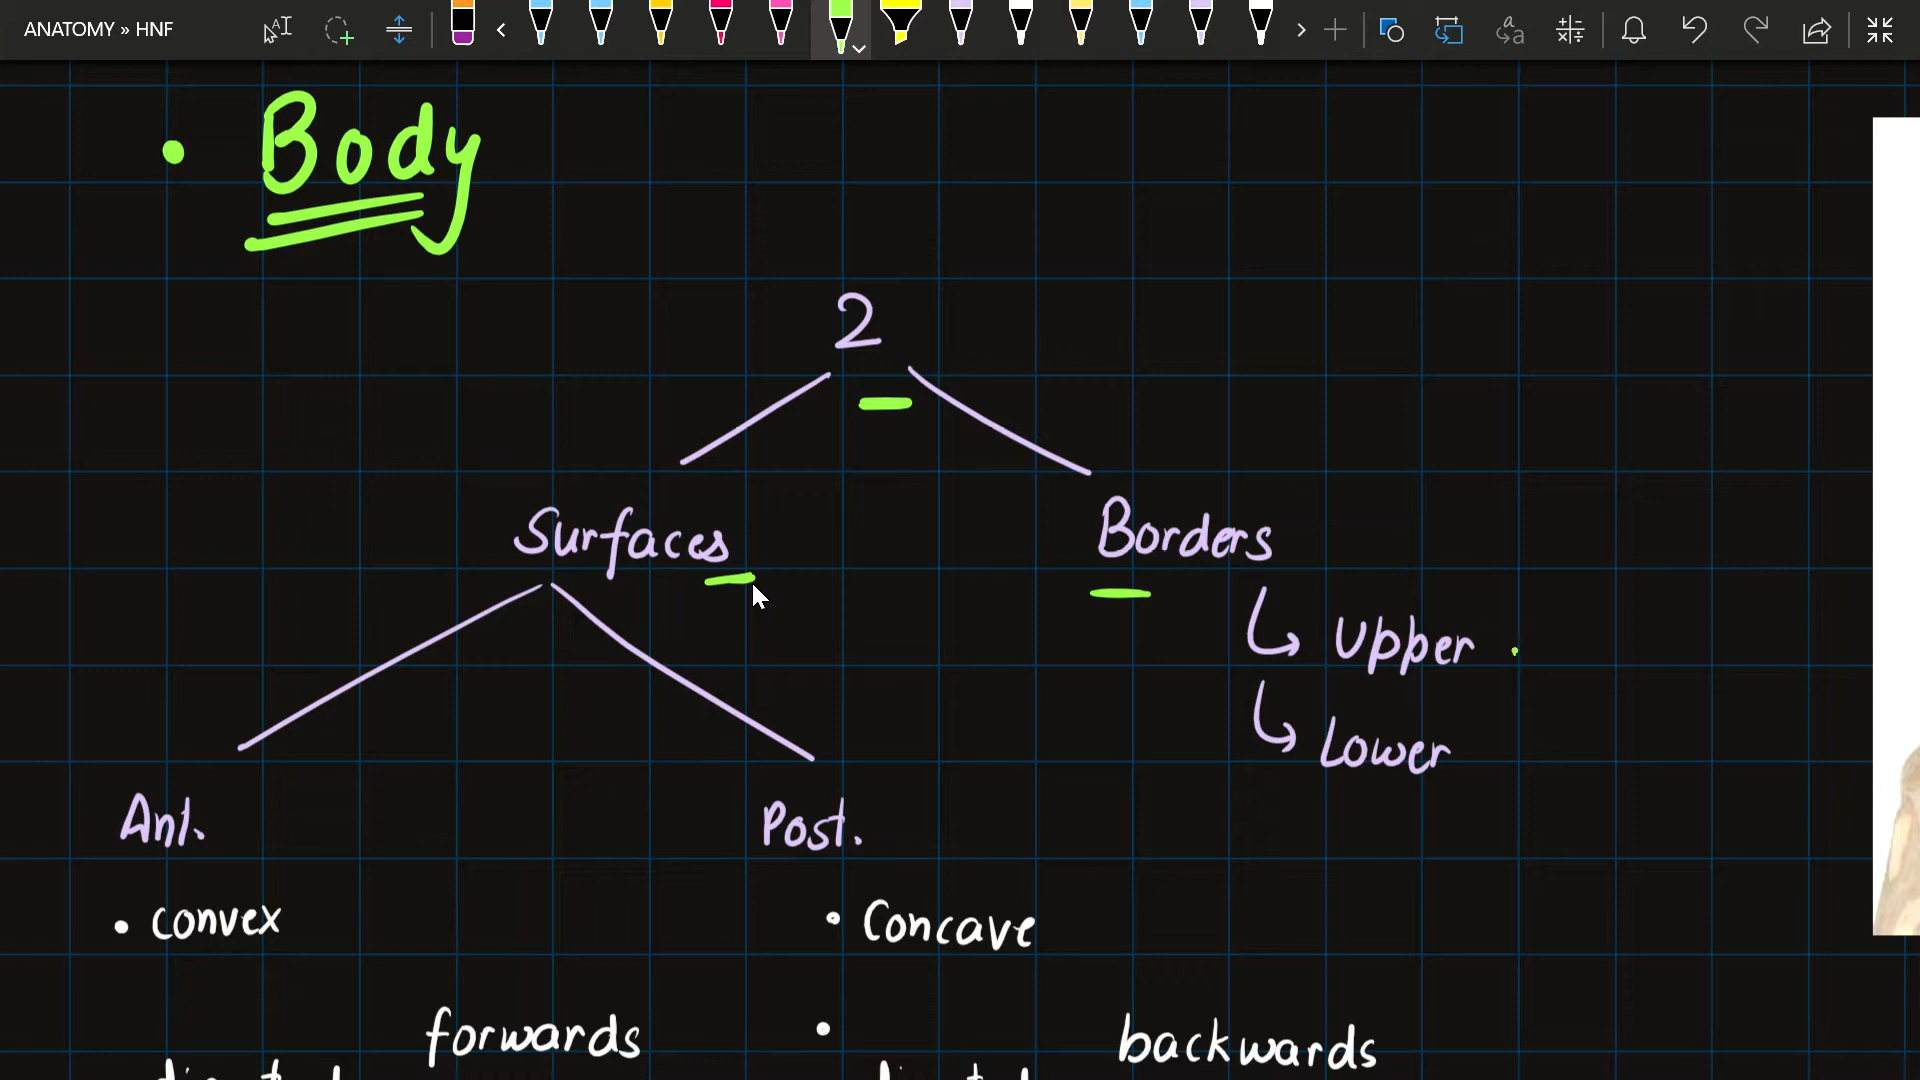 ANATOMY » HNF
• Body
2
Surfaces
Borders
↳ Upper
↳ Lower
Ant.
Post.
• convex
• Concave
forwards
• backwards